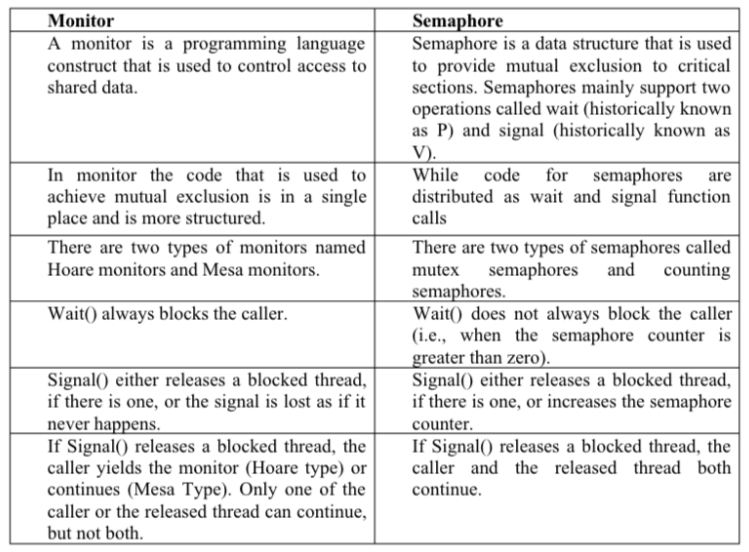 Monitor
Semaphore
A monitor is a programming language
construct that is used to control access to
shared data.
Semaphore is a data structure that is used
to provide mutual exclusion to critical
sections. Semaphores mainly support two
operations called wait (historically known
as P) and signal (historically known as
V).
In monitor the code that is used to
achieve mutual exclusion is in a single
place and is more structured.
While code for semaphores are
distributed as wait and signal function
calls
There are two types of monitors named
Hoare monitors and Mesa monitors.
There are two types of semaphores called
mutex semaphores and counting
semaphores.
Wait() always blocks the caller.
Wait() does not always block the caller
(i.e., when the semaphore counter is
greater than zero).
Signal() either releases a blocked thread,
if there is one, or the signal is lost as if it
never happens.
Signal() either releases a blocked thread,
if there is one, or increases the semaphore
counter.
If Signal() releases a blocked thread, the
caller yields the monitor (Hoare type) or
continues (Mesa Type). Only one of the
caller or the released thread can continue,
but not both.
If Signal() releases a blocked thread, the
caller and the released thread both
continue.